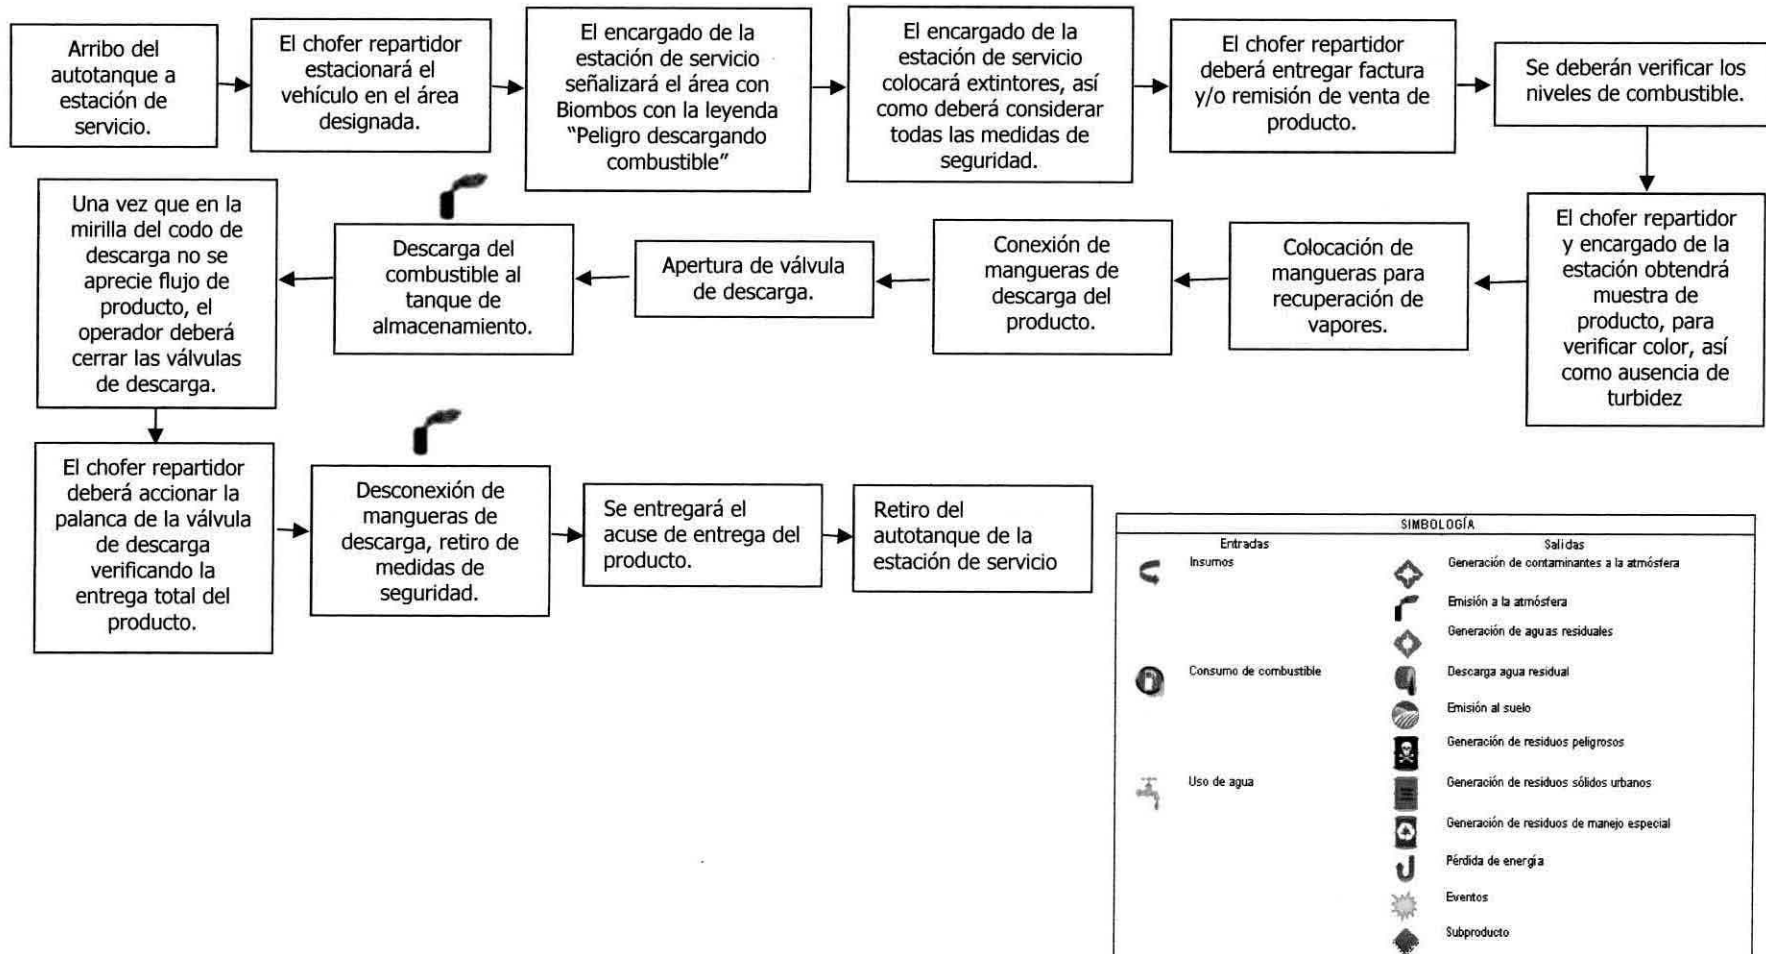 Arribo del
autotanque a
estación de
servicio.
El chofer repartidor
estacionará el
vehículo en el área
designada.
El encargado de la
estación de servicio
señalizará el área con
Biombos con la leyenda
“Peligro descargando
combustible”
El encargado de la
estación de servicio
colocará extintores, así
como deberá considerar
todas las medidas de
seguridad.
El chofer repartidor
deberá entregar factura
y/o remisión de venta de
producto.
Se deberán verificar los
niveles de combustible.
El chofer repartidor
y encargado de la
estación obtendrá
muestra de
producto, para
verificar color, así
como ausencia de
turbidez
Colocación de
mangueras para
recuperación de
vapores.
Conexión de
mangueras de
descarga del
producto.
Apertura de válvula
de descarga.
Descarga del
combustible al
tanque de
almacenamiento.
Una vez que en la
mirilla del codo de
descarga no se
aprecie flujo de
producto, el
operador deberá
cerrar las válvulas
de descarga.
El chofer repartidor
deberá accionar la
palanca de la válvula
de descarga
verificando la
entrega total del
producto.
Desconexión de
mangueras de
descarga, retiro de
medidas de
seguridad.
Se entregará el
acuse de entrega del
producto.
Retiro del
autotanque de la
estación de servicio
SIMBOLOGÍA
Entradas
Insumos
Consumo de combustible
Uso de agua
Salidas
Generación de contaminantes a la atmósfera
Emisión a la atmósfera
Generación de aguas residuales
Descarga agua residual
Emisión al suelo
Generación de residuos peligrosos
Generación de residuos sólidos urbanos
Generación de residuos de manejo especial
Pérdida de energía
Eventos
Subproducto